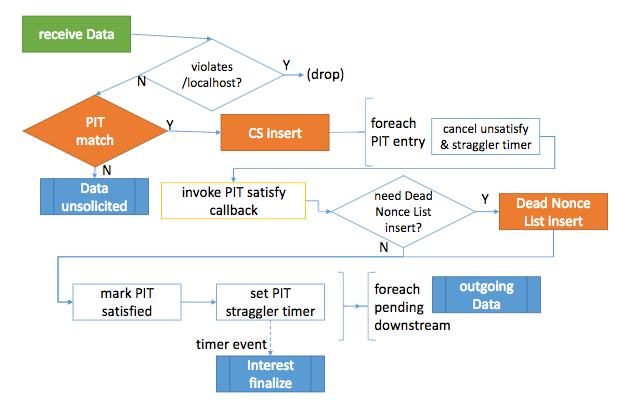 receive Data
violates
/localhost?
Y
(drop)
N
PIT
match
Y
CS insert
foreach
PIT entry
cancel unsatisfy
& straggler timer
N
Data
unsolicited
invoke PIT satisfy
callback
need Dead
Nonce List
insert?
Y
Dead Nonce
List insert
N
mark PIT
satisfied
set PIT
straggler timer
foreach
pending
downstream
outgoing
Data
timer event
Interest
finalize